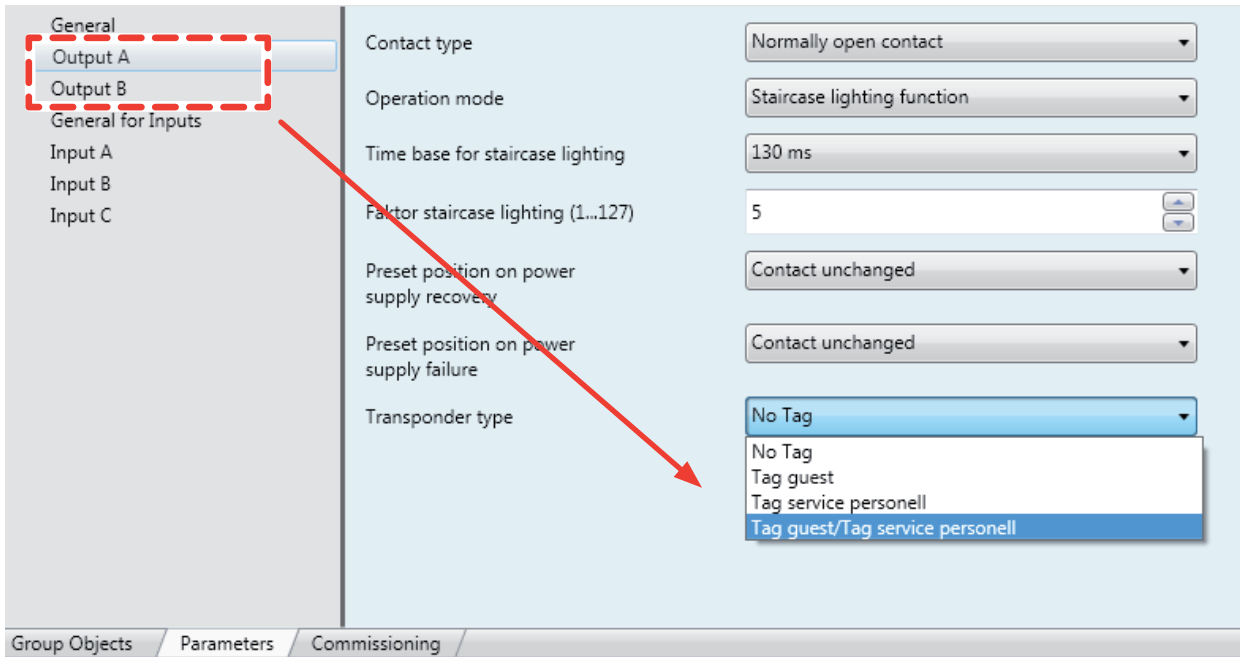 General
Output A
Output B
General for Inputs
Input A
Input B
Input C
Contact type
Normally open contact
Operation mode
Staircase lighting function
Time base for staircase lighting
130 ms
Faktor staircase lighting (1...127)
5
Preset position on power
supply recovery
Contact unchanged
Preset position on power
supply failure
Contact unchanged
Transponder type
No Tag
No Tag
Tag guest
Tag service personell
Tag guest/Tag service personell
Group Objects
Parameters
Commissioning